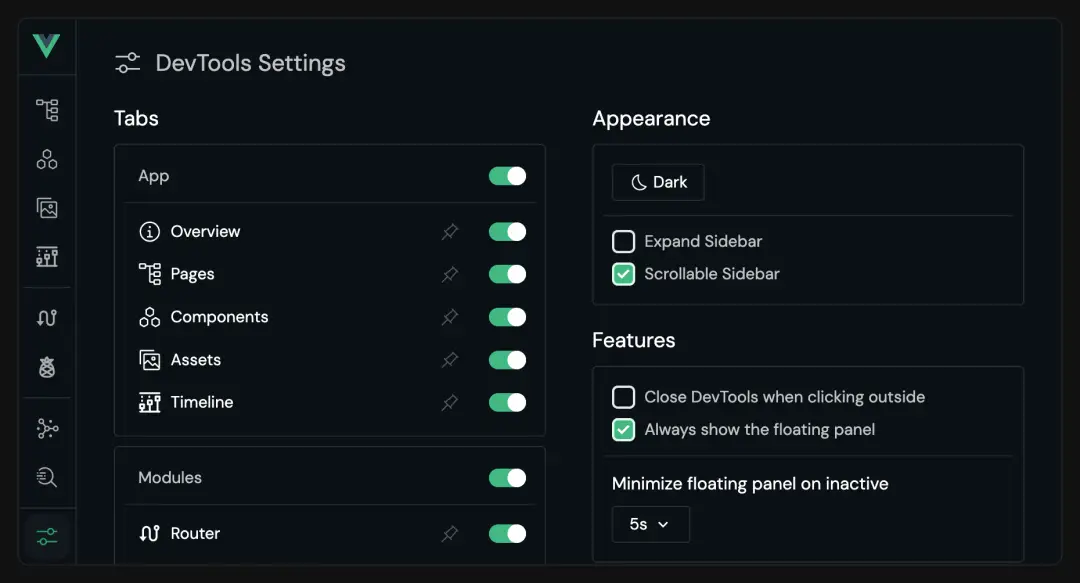 DevTools Settings
Tabs
App
Overview
Pages
Components
Assets
Timeline
Modules
Router
Appearance
Dark
Expand Sidebar
Scrollable Sidebar
Features
Close DevTools when clicking outside
Always show the floating panel
Minimize floating panel on inactive
5s